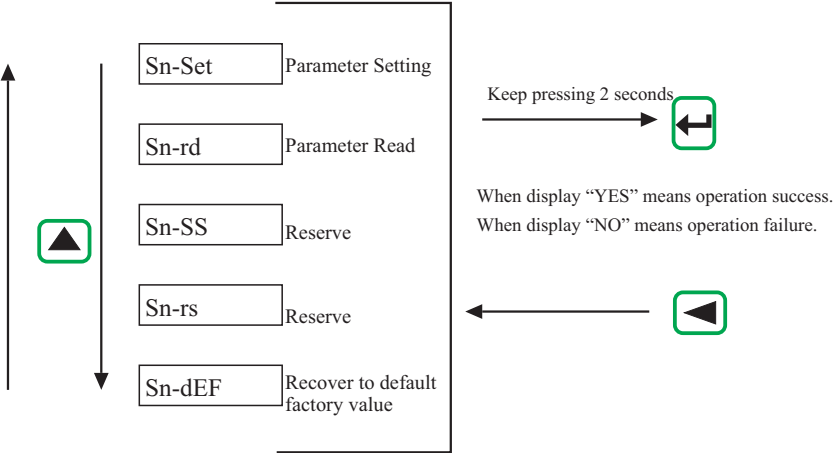 Sn-Set
Parameter Setting
Keep pressing 2 seconds
Sn-rd
Parameter Read
When display “YES” means operation success.
When display “NO” means operation failure.
Sn-SS
Reserve
Sn-rs
Reserve
Sn-dEF
Recover to default
factory value